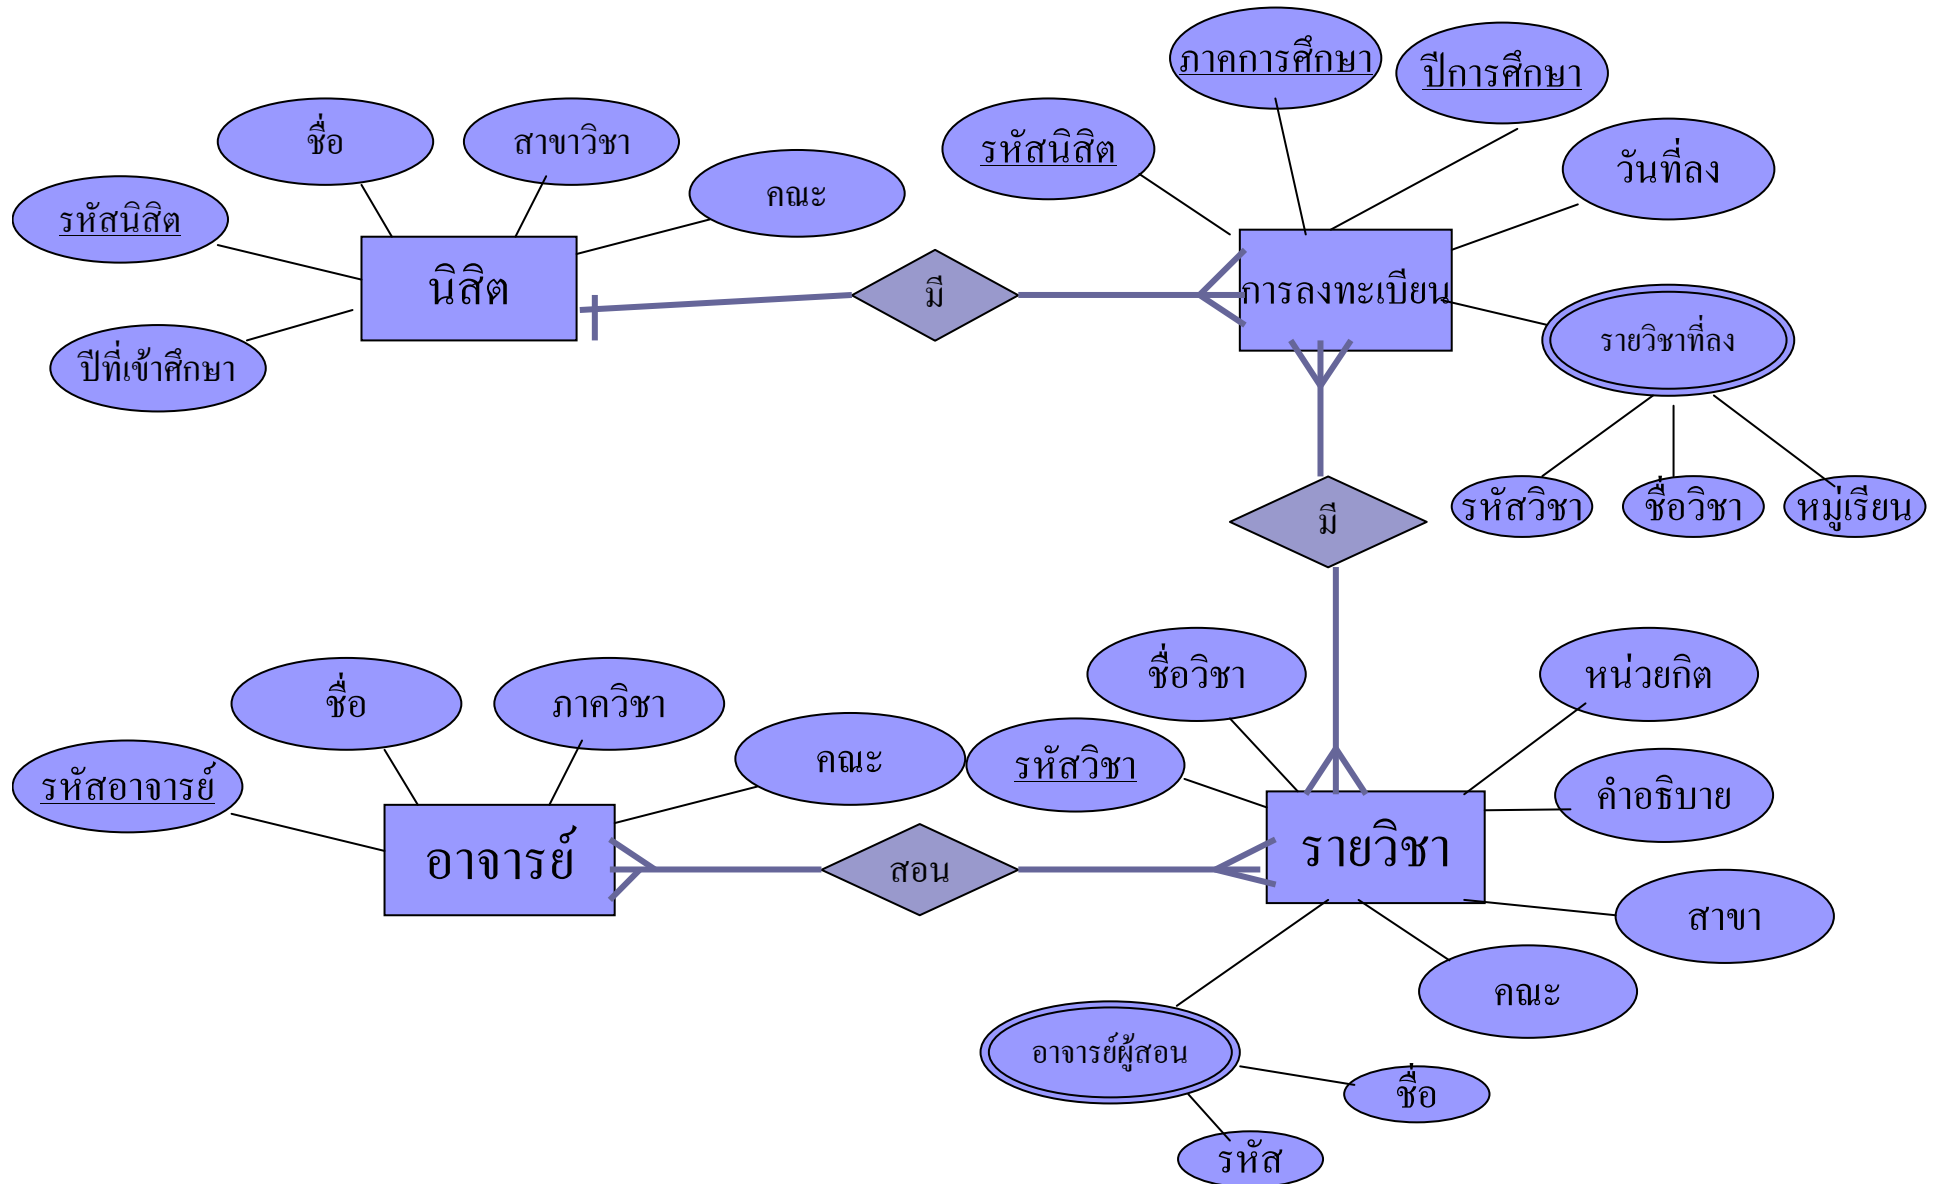 ภาคการศึกษา
ปีการศึกษา
ชื่อ
สาขาวิชา
รหัสนิสิต
วันที่ลง
คณะ
รหัสนิสิต
นิสิต
มี
การลงทะเบียน
รายวิชาที่ลง
ปีที่เข้าศึกษา
รหัสวิชา
ชื่อวิชา
หมู่เรียน
มี
ชื่อวิชา
หน่วยกิต
ชื่อ
ภาควิชา
คณะ
รหัสวิชา
รหัสอาจารย์
คำอธิบาย
อาจารย์
สอน
รายวิชา
สาขา
คณะ
อาจารย์ผู้สอน
ชื่อ
รหัส